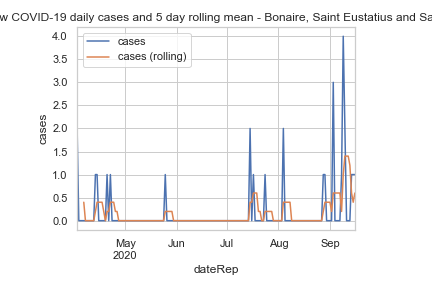 w COVID-19 daily cases and 5 day rolling mean - Bonaire, Saint Eustatius and Sa
cases
cases (rolling)
4.0
3.5
3.0
2.5
2.0
1.5
1.0
0.5
0.0
cases
May
2020
Jun
Jul
Aug
Sep
dateRep